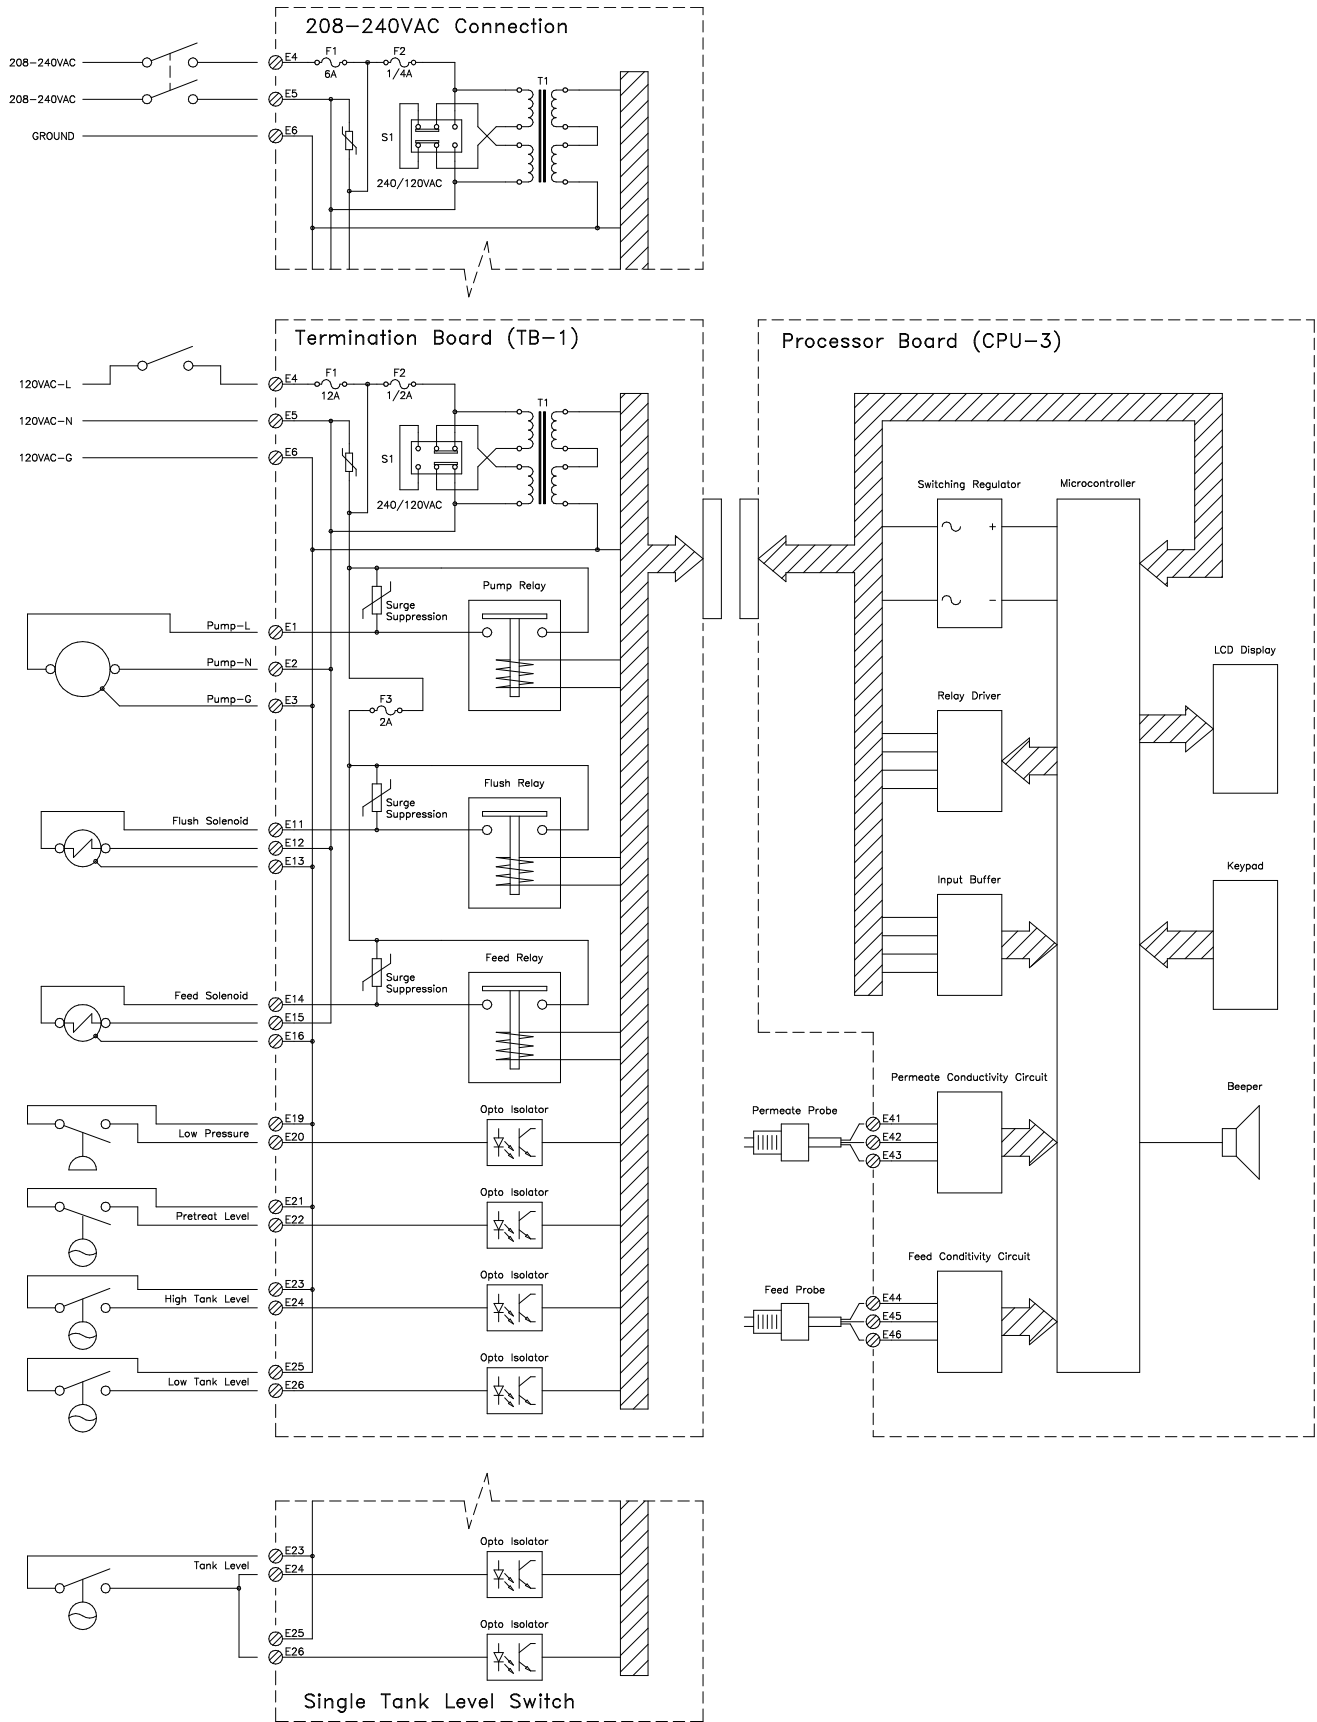 208-240VAC Connection
208-240VAC
E4
F1
6A
F2
1/4A
T1
208-240VAC
E5
GROUND
E6
S1
240/120VAC
Termination Board (TB-1)
Processor Board (CPU-3)
120VAC-L
E4
F1
12A
F2
1/2A
T1
120VAC-N
E5
120VAC-G
E6
S1
240/120VAC
Switching Regulator
Microcontroller
+
-
Pump Relay
Surge
Suppression
Pump-L
E1
Pump-N
E2
Pump-G
E3
F3
2A
LCD Display
Relay Driver
Flush Relay
Surge
Suppression
Flush Solenoid
E11
E12
E13
Input Buffer
Keypad
Feed Relay
Surge
Suppression
Feed Solenoid
E14
E15
E16
Permeate Conductivity Circuit
Beeper
Permeate Probe
E41
E42
E43
Opto Isolator
E19
Low Pressure
E20
Opto Isolator
E21
Pretreat Level
E22
Feed Conditivity Circuit
Feed Probe
E44
E45
E46
Opto Isolator
E23
High Tank Level
E24
Opto Isolator
E25
Low Tank Level
E26
Opto Isolator
E23
Tank Level
E24
Opto Isolator
E25
E26
Single Tank Level Switch